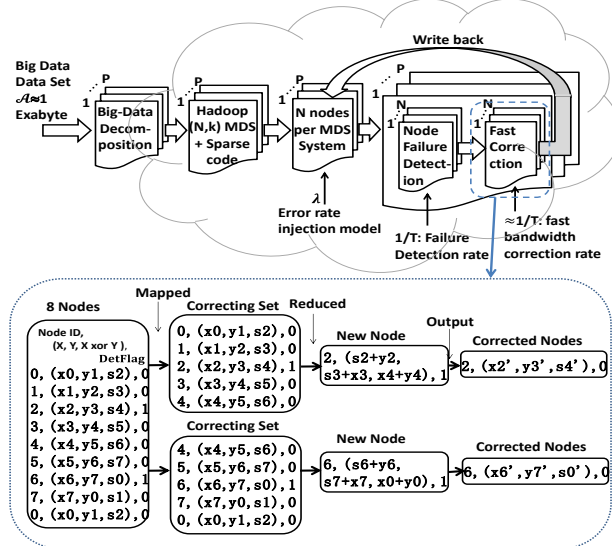 Write back
Big Data
Data Set
𝒜≈1
Exabyte
1 ... P
Big-Data
Decom-
position
1 ... P
Hadoop
(N,k) MDS
+ Sparse
code
1 ... P
N nodes
per MDS
System
1 ... P
1 ... N
Node
Failure
Detect-
ion
1 ... N
Fast
Corre
ction
λ
Error rate
injection model
1/T: Failure
Detection rate
≈1/T: fast
bandwidth
correction rate
8 Nodes
Node ID,
(X, Y, X xor Y ),
DetFlag
0, (x0,y1,s2),0
1, (x1,y2,s3),0
2, (x2,y3,s4),1
3, (x3,y4,s5),0
4, (x4,y5,s6),0
5, (x5,y6,s7),0
6, (x6,y7,s0),1
7, (x7,y0,s1),0
0, (x0,y1,s2),0
Mapped
Correcting Set
0, (x0,y1,s2),0
1, (x1,y2,s3),0
2, (x2,y3,s4),1
3, (x3,y4,s5),0
4, (x4,y5,s6),0
Reduced
New Node
2, (s2+y2,
s3+x3, x4+y4), 1
Output
Corrected Nodes
2, (x2',y3',s4'),0
Correcting Set
4, (x4,y5,s6),0
5, (x5,y6,s7),0
6, (x6,y7,s0),1
7, (x7,y0,s1),0
0, (x0,y1,s2),0
New Node
6, (s6+y6,
s7+x7, x0+y0), 1
Corrected Nodes
6, (x6',y7',s0'),0